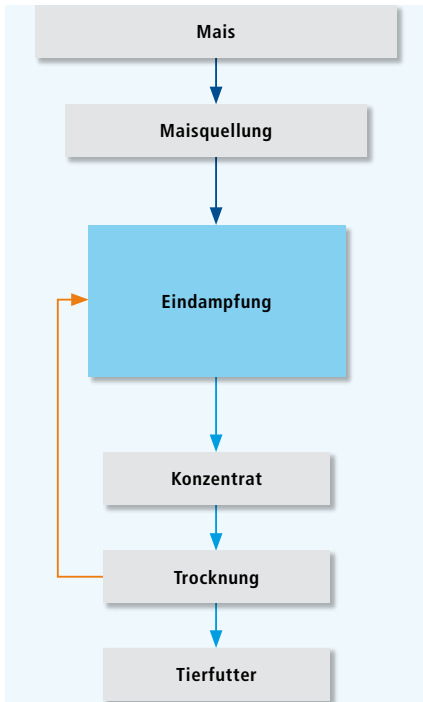 Mais
Maisquellung
Eindampfung
Konzentrat
Trocknung
Tierfutter